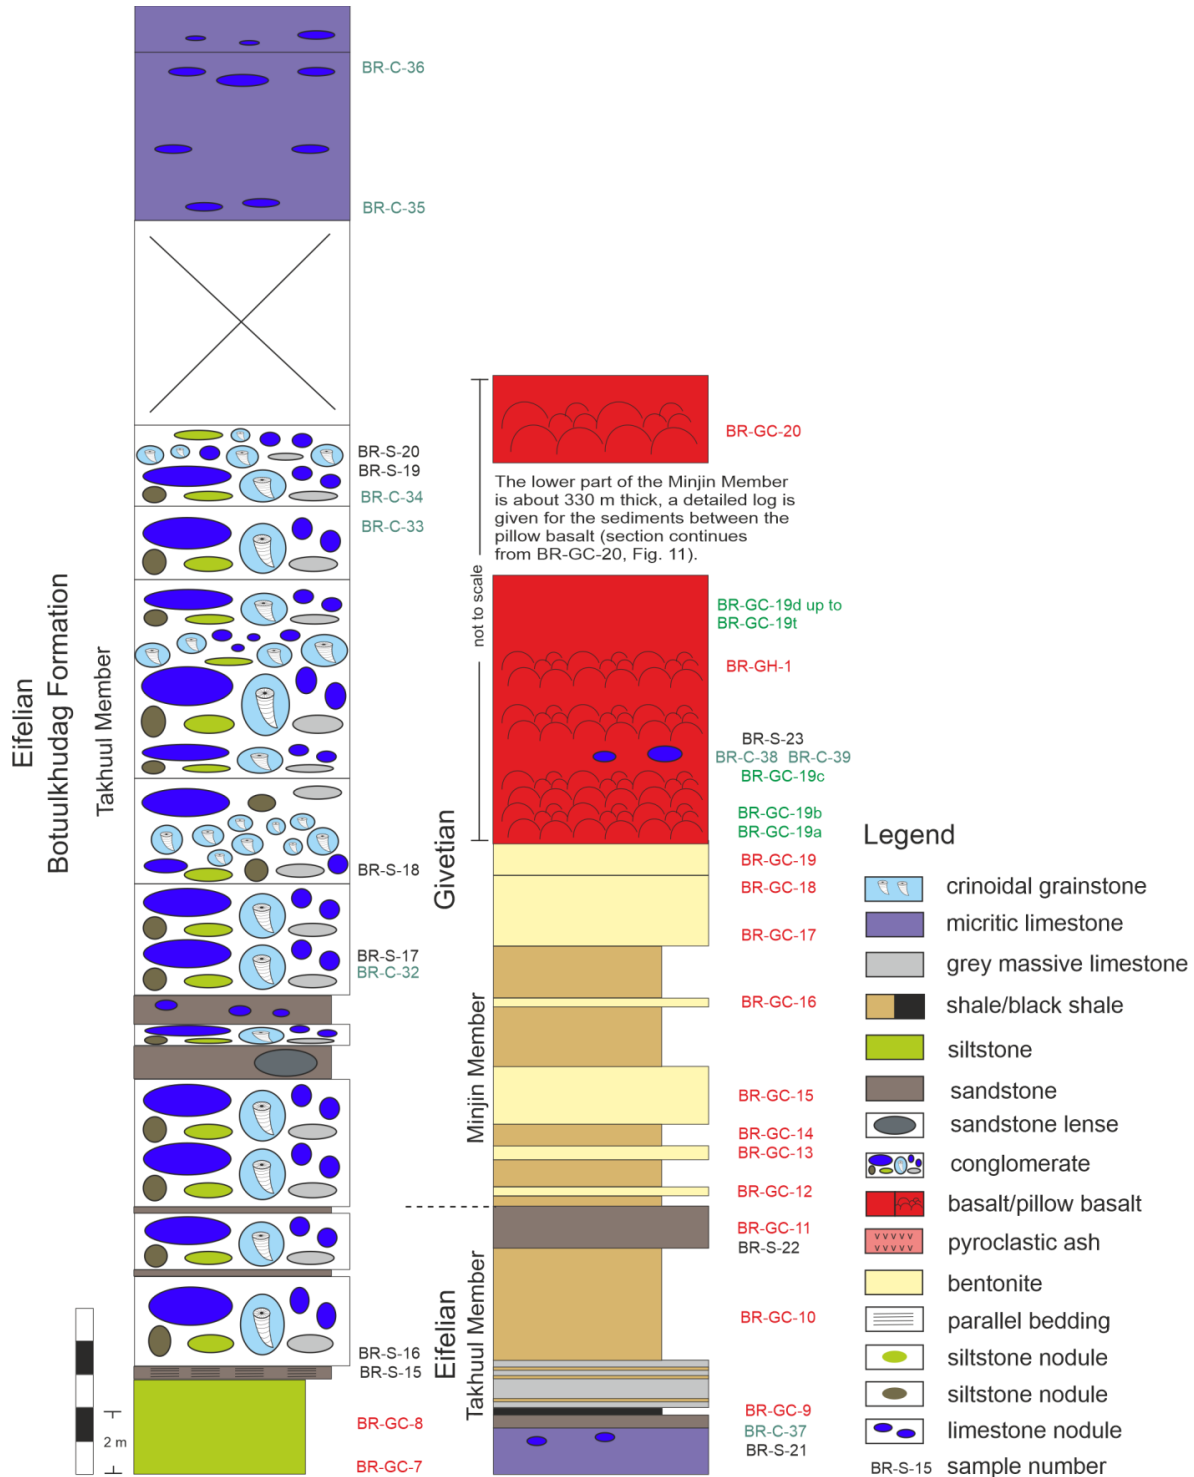 Eifelian
Botuulkhudag Formation
Takhuul Member
BR-C-36
BR-C-35
BR-S-20
BR-S-19
BR-C-34
BR-C-33
BR-S-18
BR-S-17
BR-C-32
BR-S-16
BR-S-15
BR-GC-8
BR-GC-7
2 m
BR-GC-20
The lower part of the Minjin Member
is about 330 m thick, a detailed log is
given for the sediments between the
pillow basalt (section continues
from BR-GC-20, Fig. 11).
not to scale
BR-GC-19d up to
BR-GC-19t
BR-GH-1
BR-S-23
BR-C-38 BR-C-39
BR-GC-19c
BR-GC-19b
BR-GC-19a
Givetian
Minjin Member
BR-GC-19
BR-GC-18
BR-GC-17
BR-GC-16
BR-GC-15
BR-GC-14
BR-GC-13
BR-GC-12
Eifelian
Takhuul Member
BR-GC-11
BR-S-22
BR-GC-10
BR-GC-9
BR-C-37
BR-S-21
Legend
crinoidal grainstone
micritic limestone
grey massive limestone
shale/black shale
siltstone
sandstone
sandstone lense
conglomerate
basalt/pillow basalt
pyroclastic ash
bentonite
parallel bedding
siltstone nodule
siltstone nodule
limestone nodule
BR-S-15 sample number